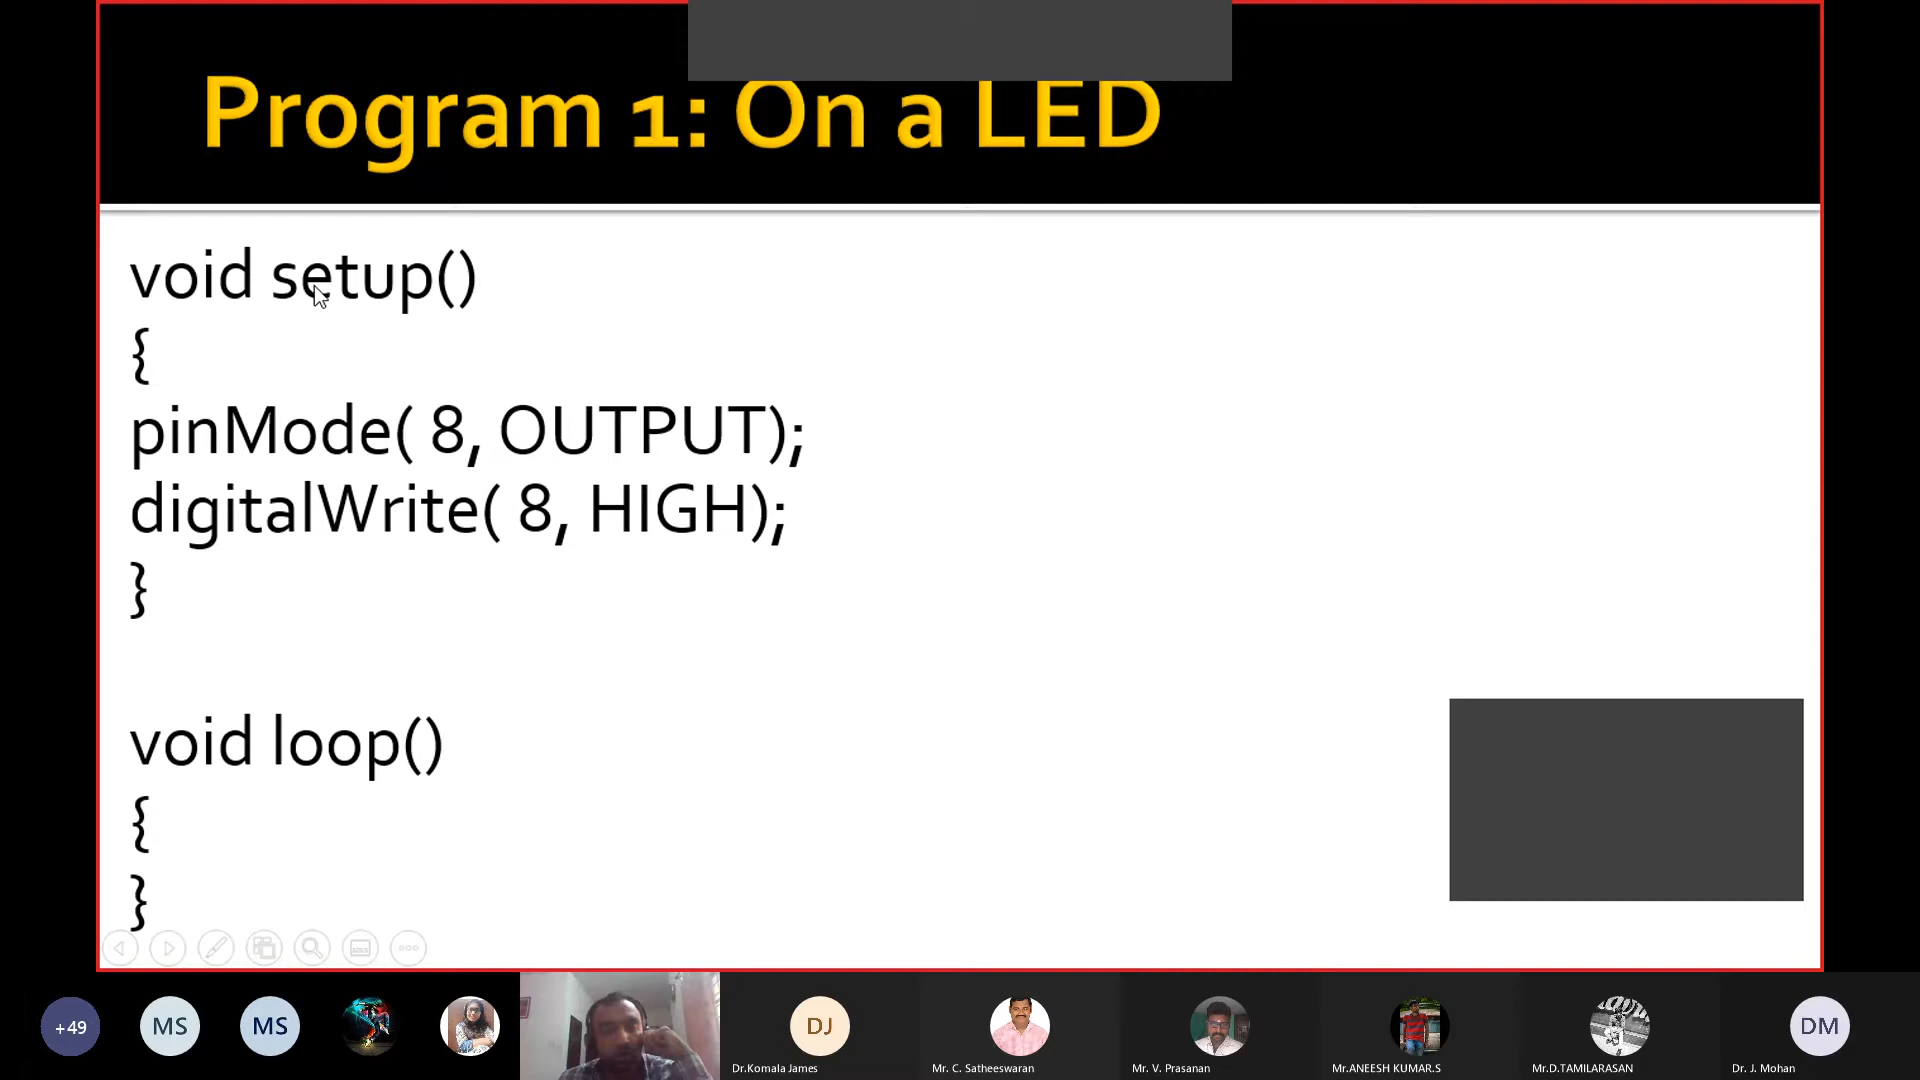 Program 1: On a LED
void setup()
{
pinMode( 8, OUTPUT);
digitalWrite( 8, HIGH);
}
void loop()
{
}
+49
MS
MS
DJ
DM
Dr.Komala James
Mr. C. Satheeswaran
Mr. V. Prasanan
Mr.ANEESH KUMAR.S
Mr.D.TAMILARASAN
Dr. J. Mohan